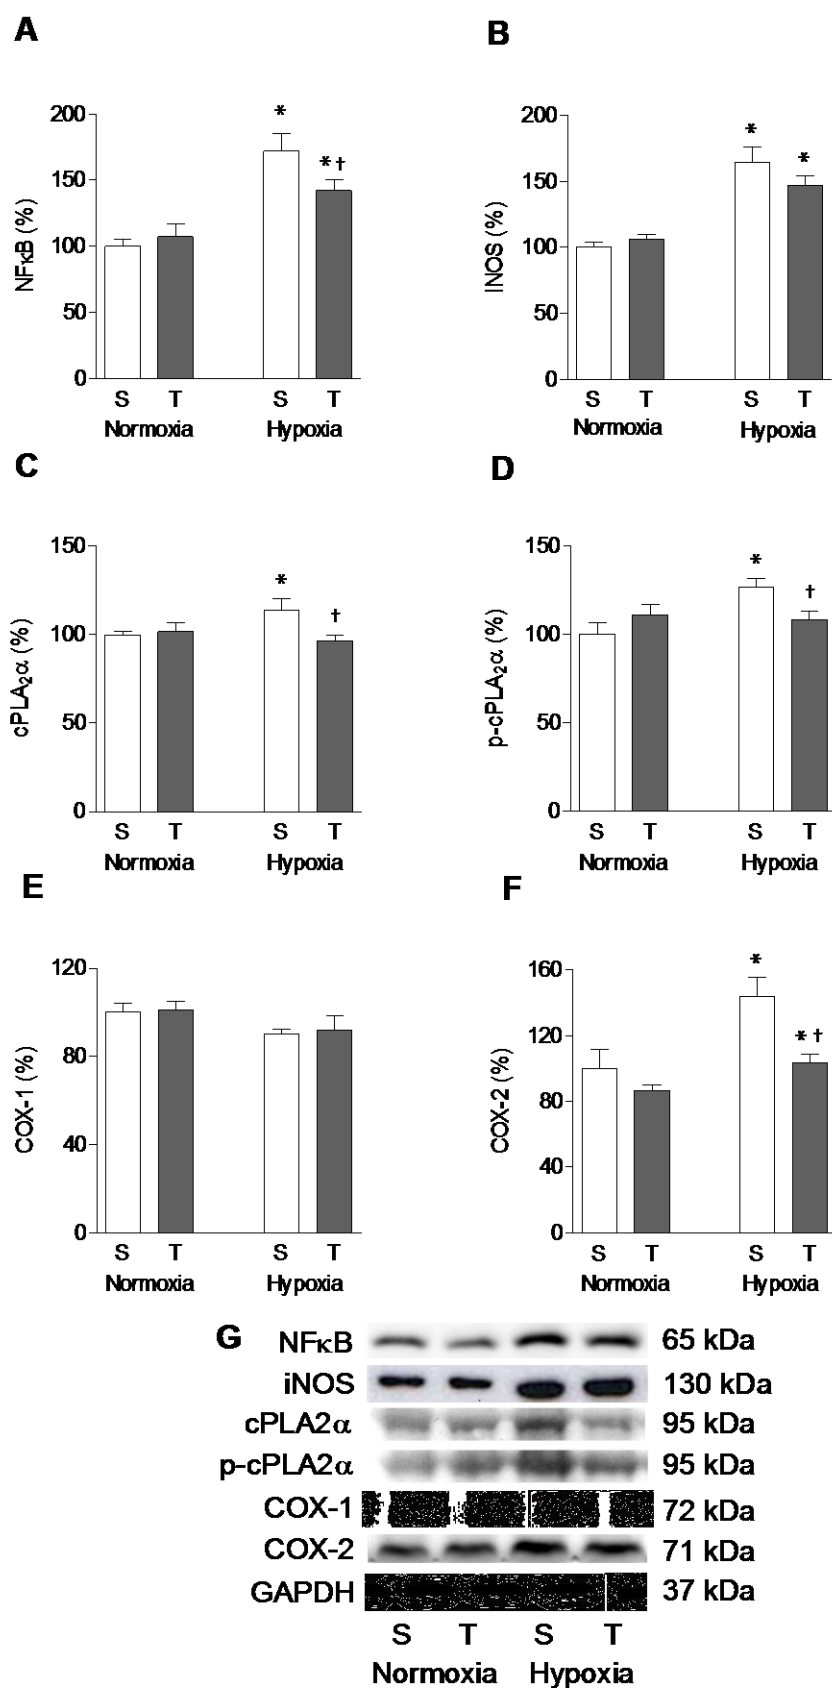 A
200
150
100
50
0
NFκB (%)
*
* †
S T S T
Normoxia Hypoxia
B
200
150
100
50
0
iNOS (%)
*
*
S T S T
Normoxia Hypoxia
C
150
100
50
0
cPLA₂α (%)
*
†
S T S T
Normoxia Hypoxia
D
150
100
50
0
p-cPLA₂α (%)
*
†
S T S T
Normoxia Hypoxia
E
120
80
40
0
COX-1 (%)
S T S T
Normoxia Hypoxia
F
160
120
80
40
0
COX-2 (%)
*
* †
S T S T
Normoxia Hypoxia
G NFκB 65 kDa
iNOS 130 kDa
cPLA2α 95 kDa
p-cPLA2α 95 kDa
COX-1 72 kDa
COX-2 71 kDa
GAPDH 37 kDa
S T S T
Normoxia Hypoxia